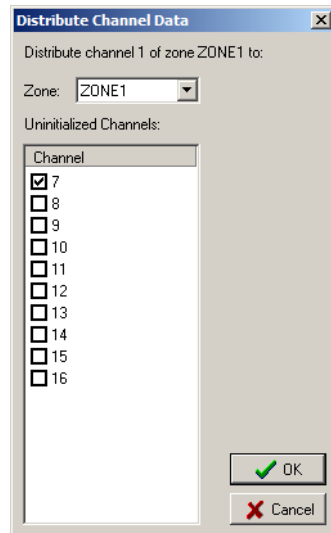 Distribute Channel Data
Distribute channel 1 of zone ZONE1 to:
Zone: ZONE1
Uninitialized Channels:
Channel
7
8
9
10
11
12
13
14
15
16
OK
Cancel